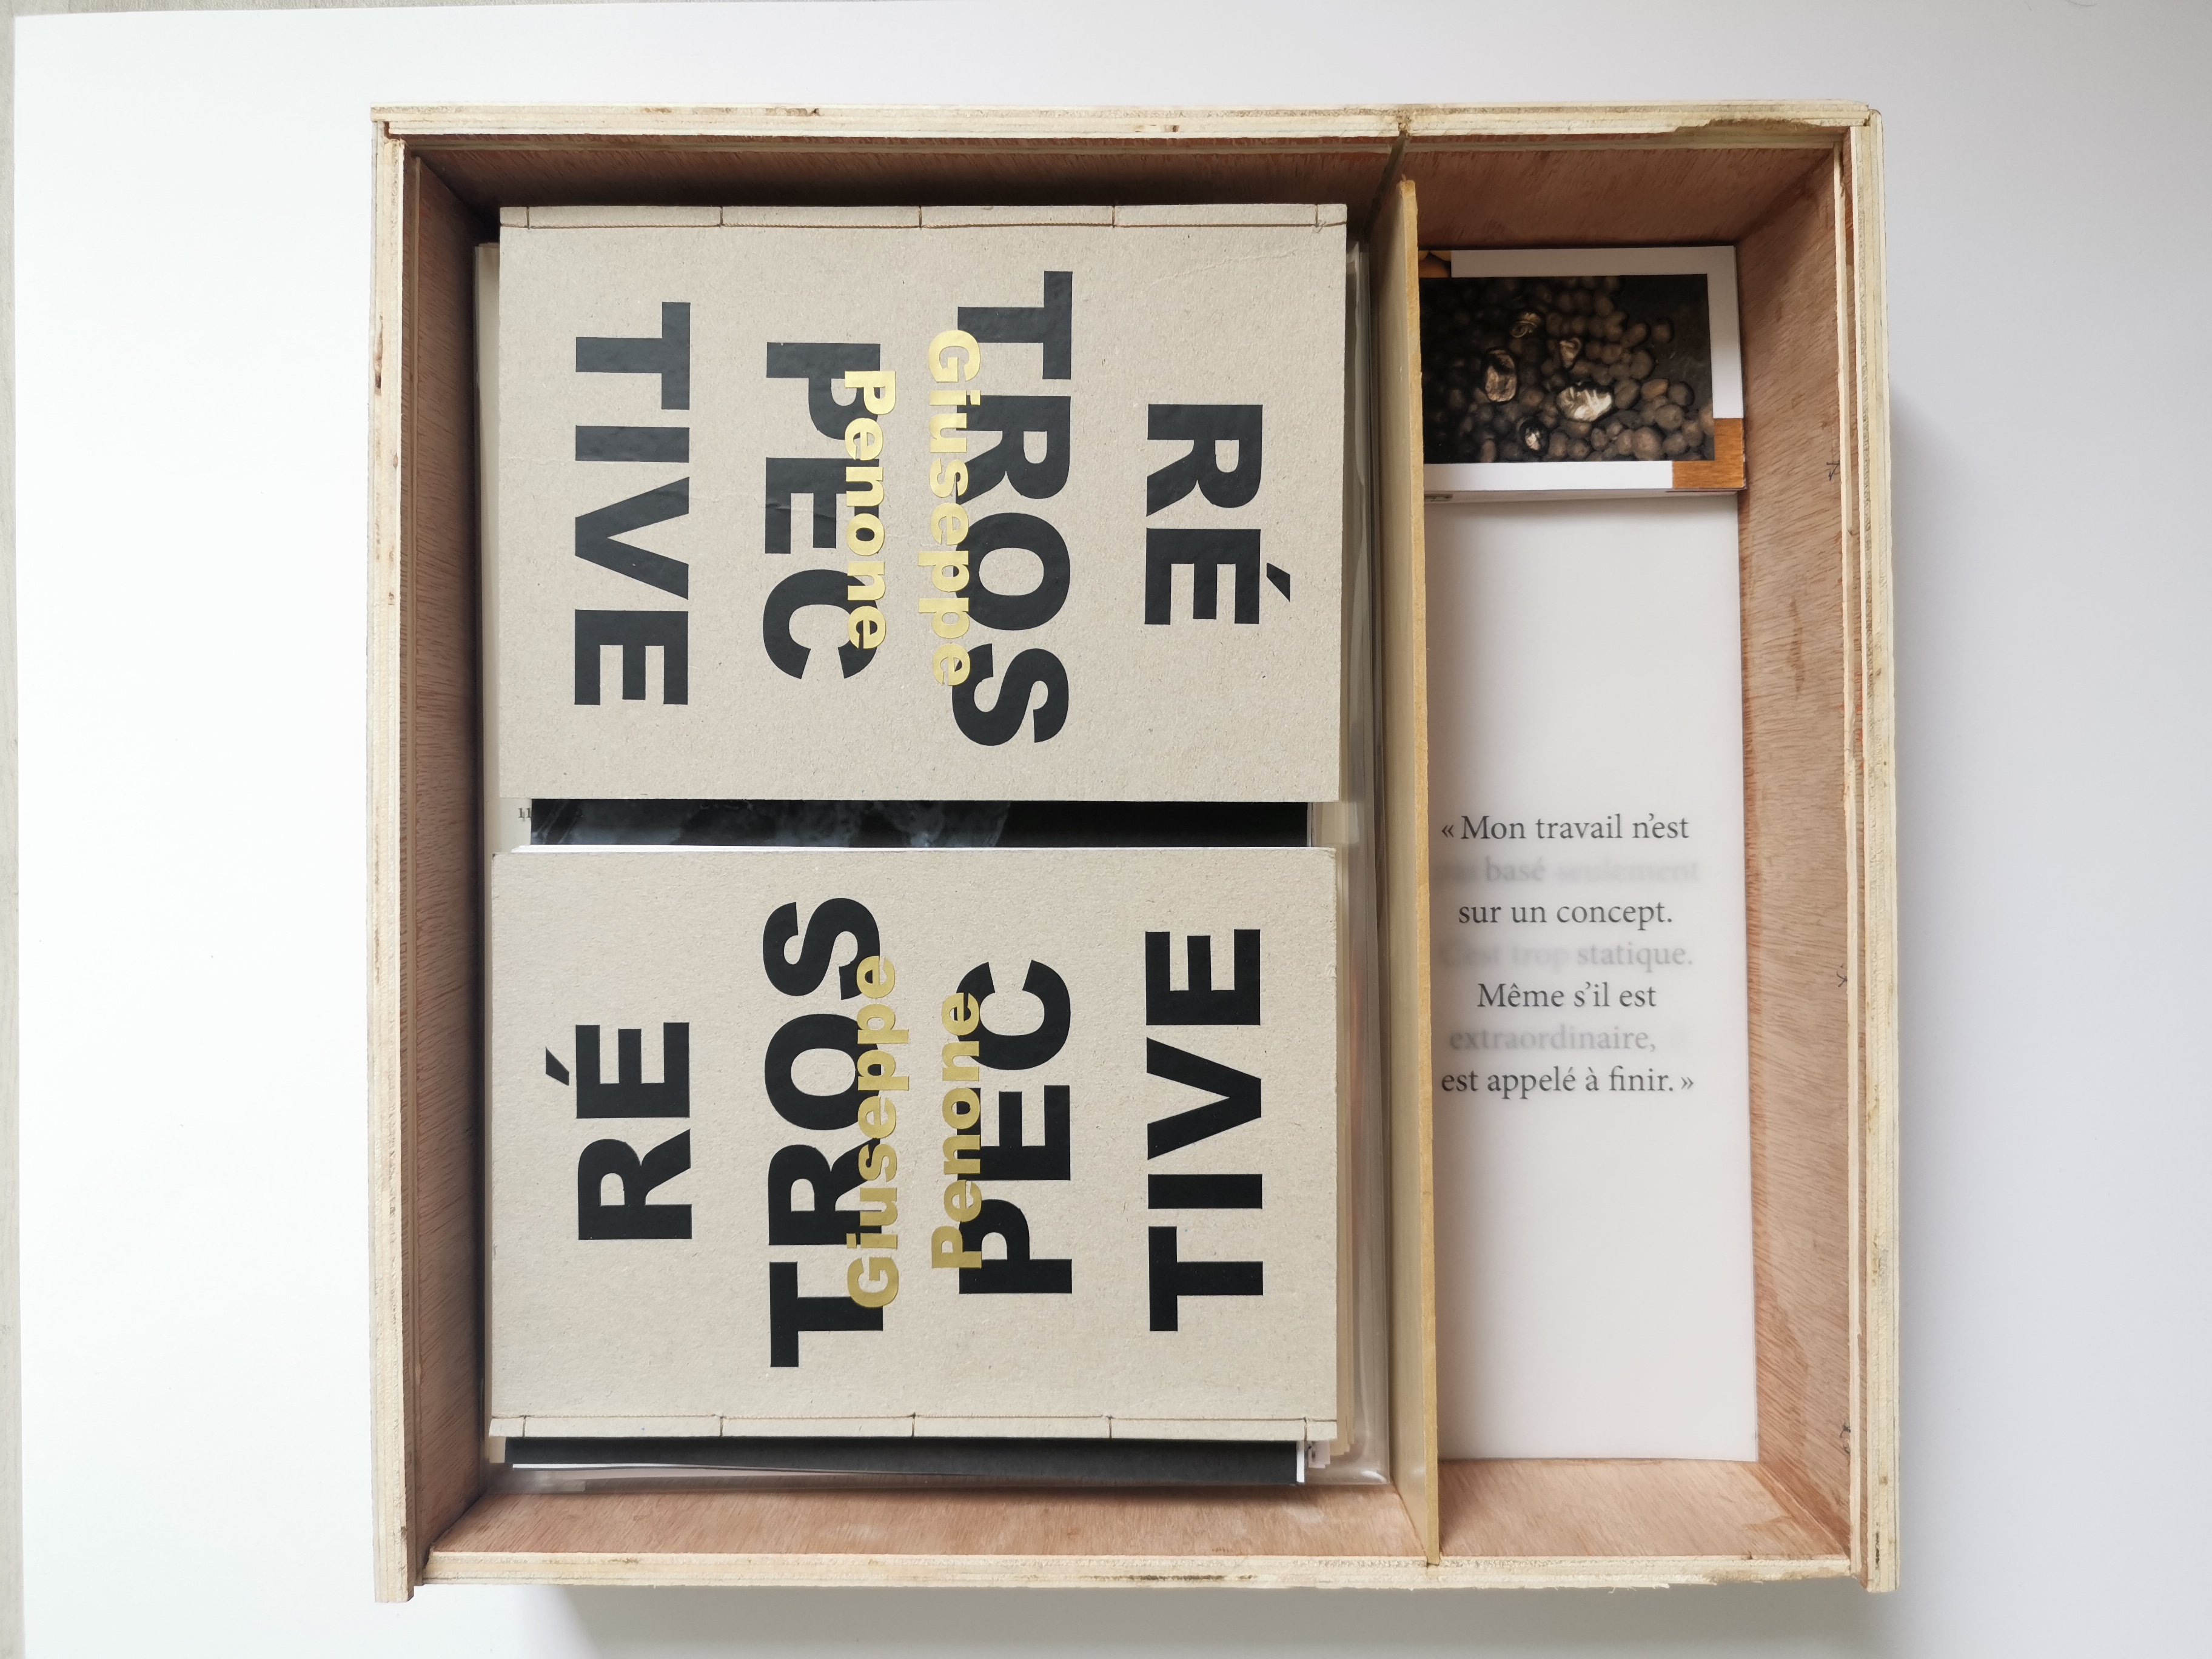 RÉ
TROS
PEC
TIVE
Giuseppe
Penone
RÉ
TROS
PEC
TIVE
Giuseppe
Penone
« Mon travail n'est
pas basé seulement
sur un concept.
C'est trop statique.
Même s'il est
extraordinaire,
est appelé à finir. »